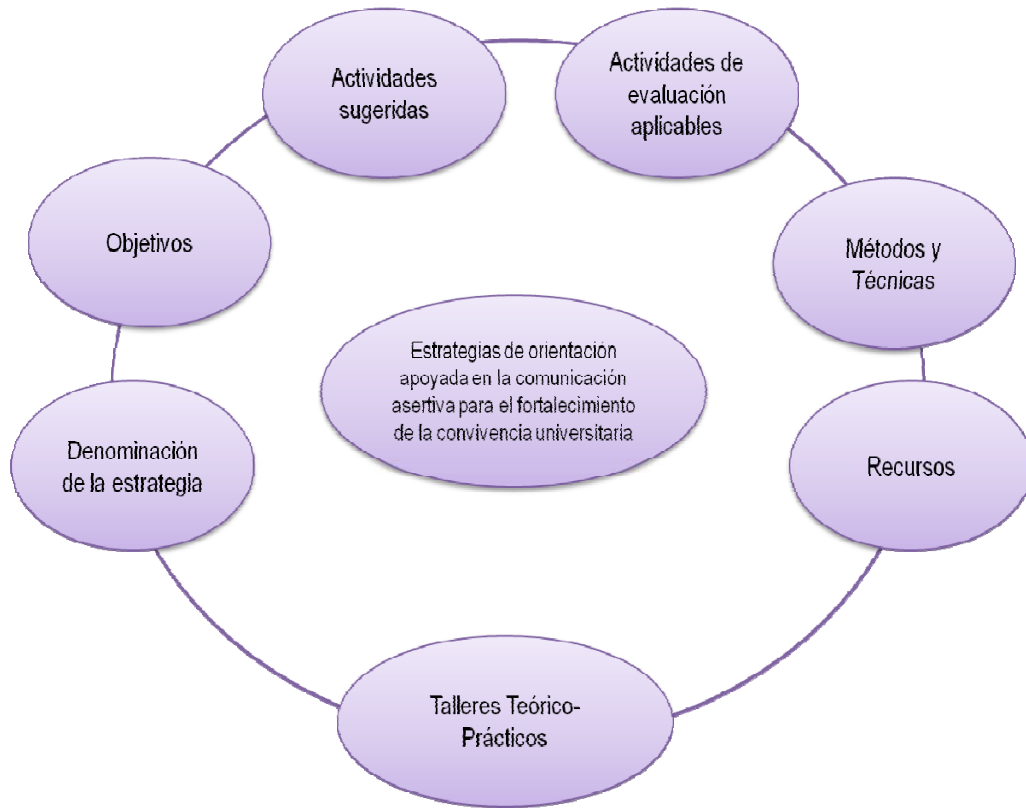 Actividades
sugeridas
Actividades de
evaluación
aplicables
Objetivos
Métodos y
Técnicas
Estrategias de orientación
apoyada en la comunicación
asertiva para el fortalecimiento
de la convivencia universitaria
Denominación
de la estrategia
Recursos
Talleres Teórico-
Prácticos